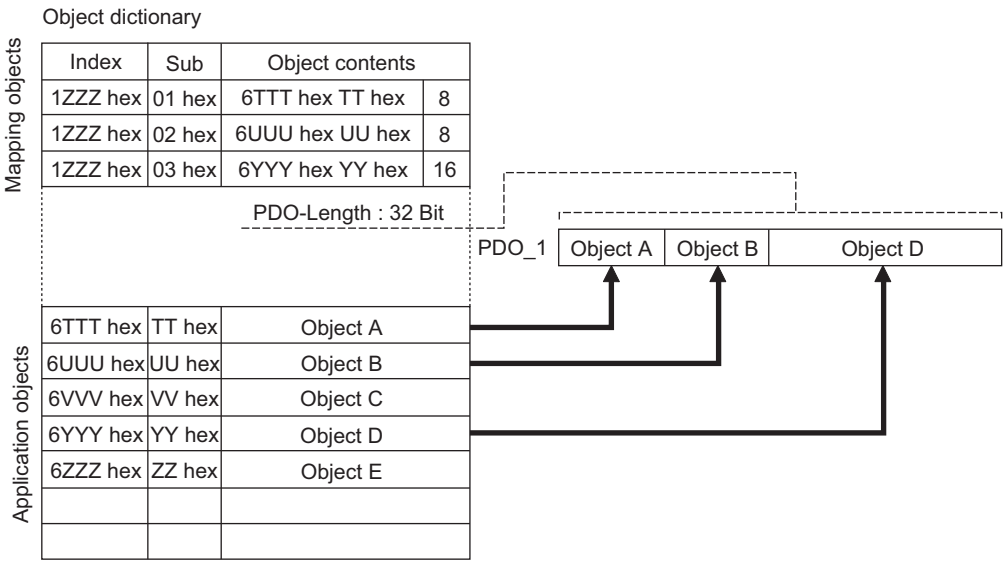 Object dictionary
Mapping objects
Index Sub Object contents
1ZZZ hex 01 hex 6TTT hex TT hex 8
1ZZZ hex 02 hex 6UUU hex UU hex 8
1ZZZ hex 03 hex 6YYY hex YY hex 16
PDO-Length : 32 Bit
PDO_1 Object A Object B Object D
Application objects
6TTT hex TT hex Object A
6UUU hex UU hex Object B
6VVV hex VV hex Object C
6YYY hex YY hex Object D
6ZZZ hex ZZ hex Object E